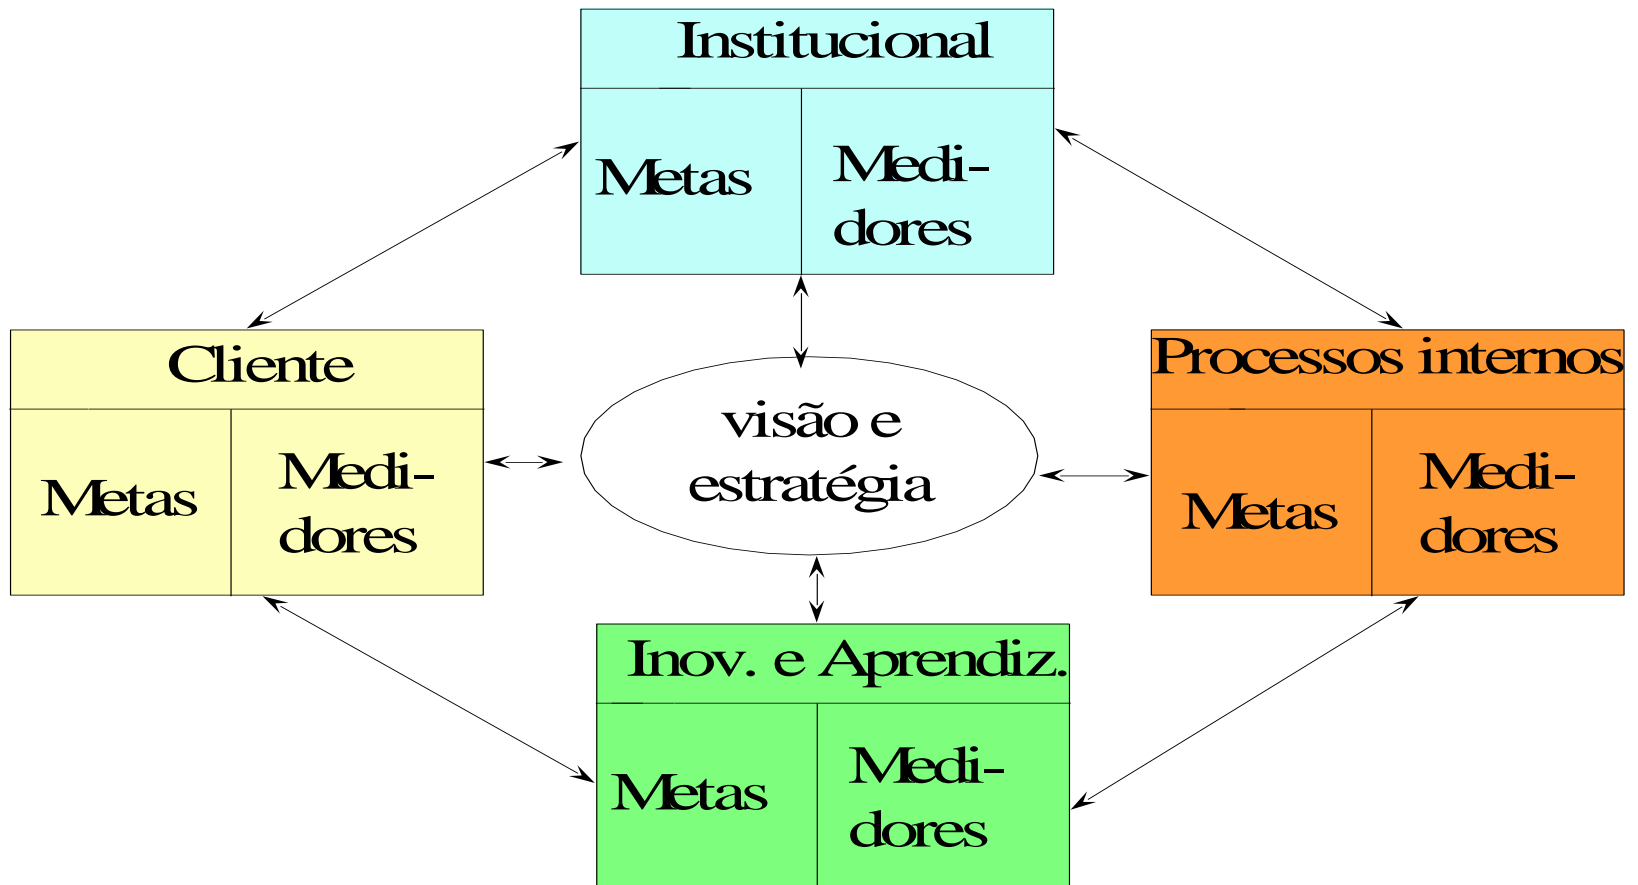 Institucional
Metas
Medi-
dores
Cliente
Metas
Medi-
dores
visão e
estratégia
Processos internos
Metas
Medi-
dores
Inov. e Aprendiz.
Metas
Medi-
dores